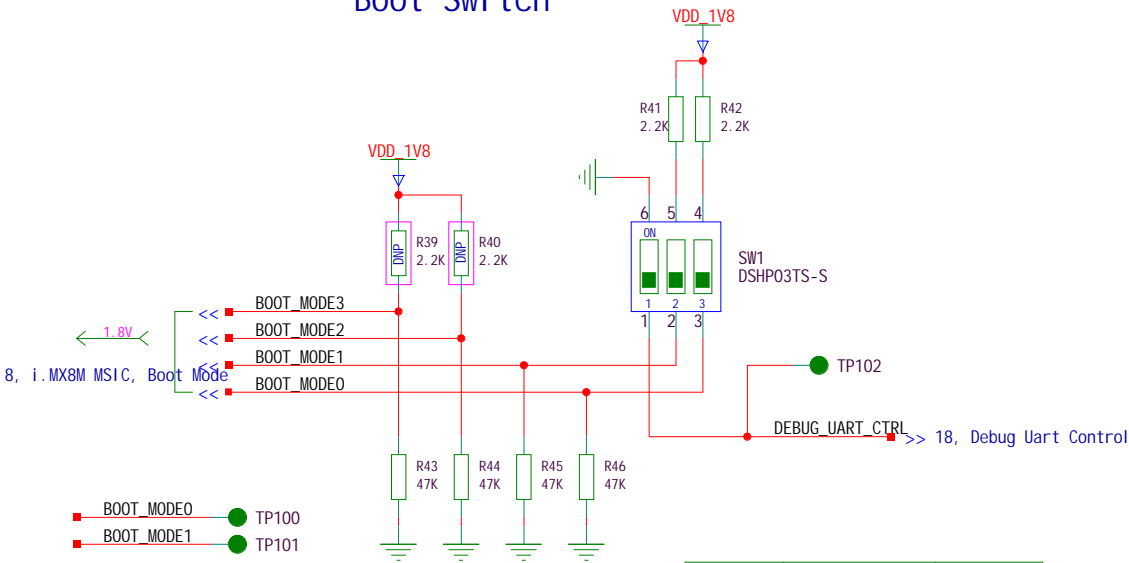 Boot Switch
VDD_1V8
R41
2.2K
R42
2.2K
VDD_1V8
6 5 4
ON
R39
2.2K
DNP
R40
2.2K
DNP
SW1
DSHP03TS-S
1 2 3
1 2 3
BOOT_MODE3
<<
1.8V
BOOT_MODE2
<<
BOOT_MODE1
<<
8, i.MX8M MSIC, Boot Mode
BOOT_MODE0
<<
TP102
DEBUG_UART_CTRL
>> 18, Debug Uart Control
R43
47K
R44
47K
R45
47K
R46
47K
BOOT_MODE0
TP100
BOOT_MODE1
TP101